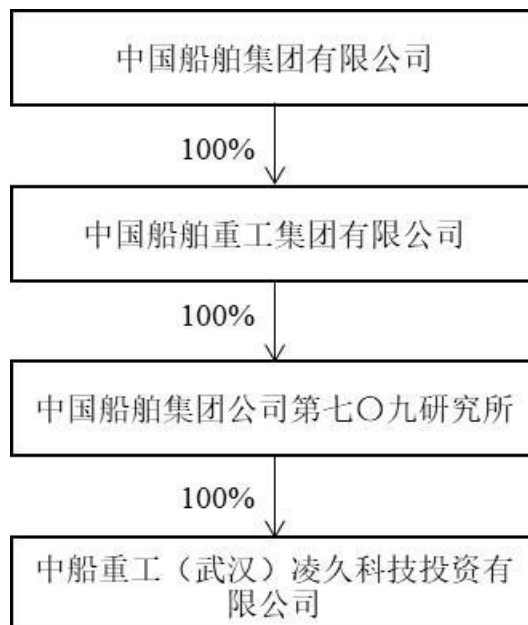 中国船舶集团有限公司
100%
中国船舶重工集团有限公司
100%
中国船舶集团公司第七〇九研究所
100%
中船重工（武汉）凌久科技投资有
限公司